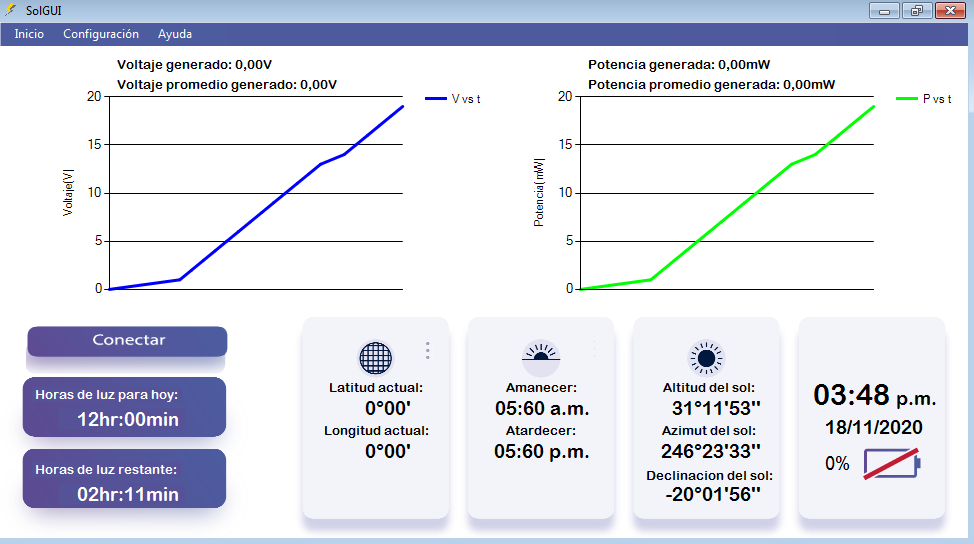 SolGUI
Inicio Configuración Ayuda
Voltaje generado: 0,00V
Voltaje promedio generado: 0,00V
V vs t
20
15
10
5
0
Voltaje[V]
Potencia generada: 0,00mW
Potencia promedio generada: 0,00mW
P vs t
20
15
10
5
0
Potencia[mW]
Conectar
Horas de luz para hoy:
12hr:00min
Horas de luz restante:
02hr:11min
Latitud actual:
0°00'
Longitud actual:
0°00'
Amanecer:
05:60 a.m.
Atardecer:
05:60 p.m.
Altitud del sol:
31°11'53''
Azimut del sol:
246°23'33''
Declinacion del sol:
-20°01'56''
03:48 p.m.
18/11/2020
0%